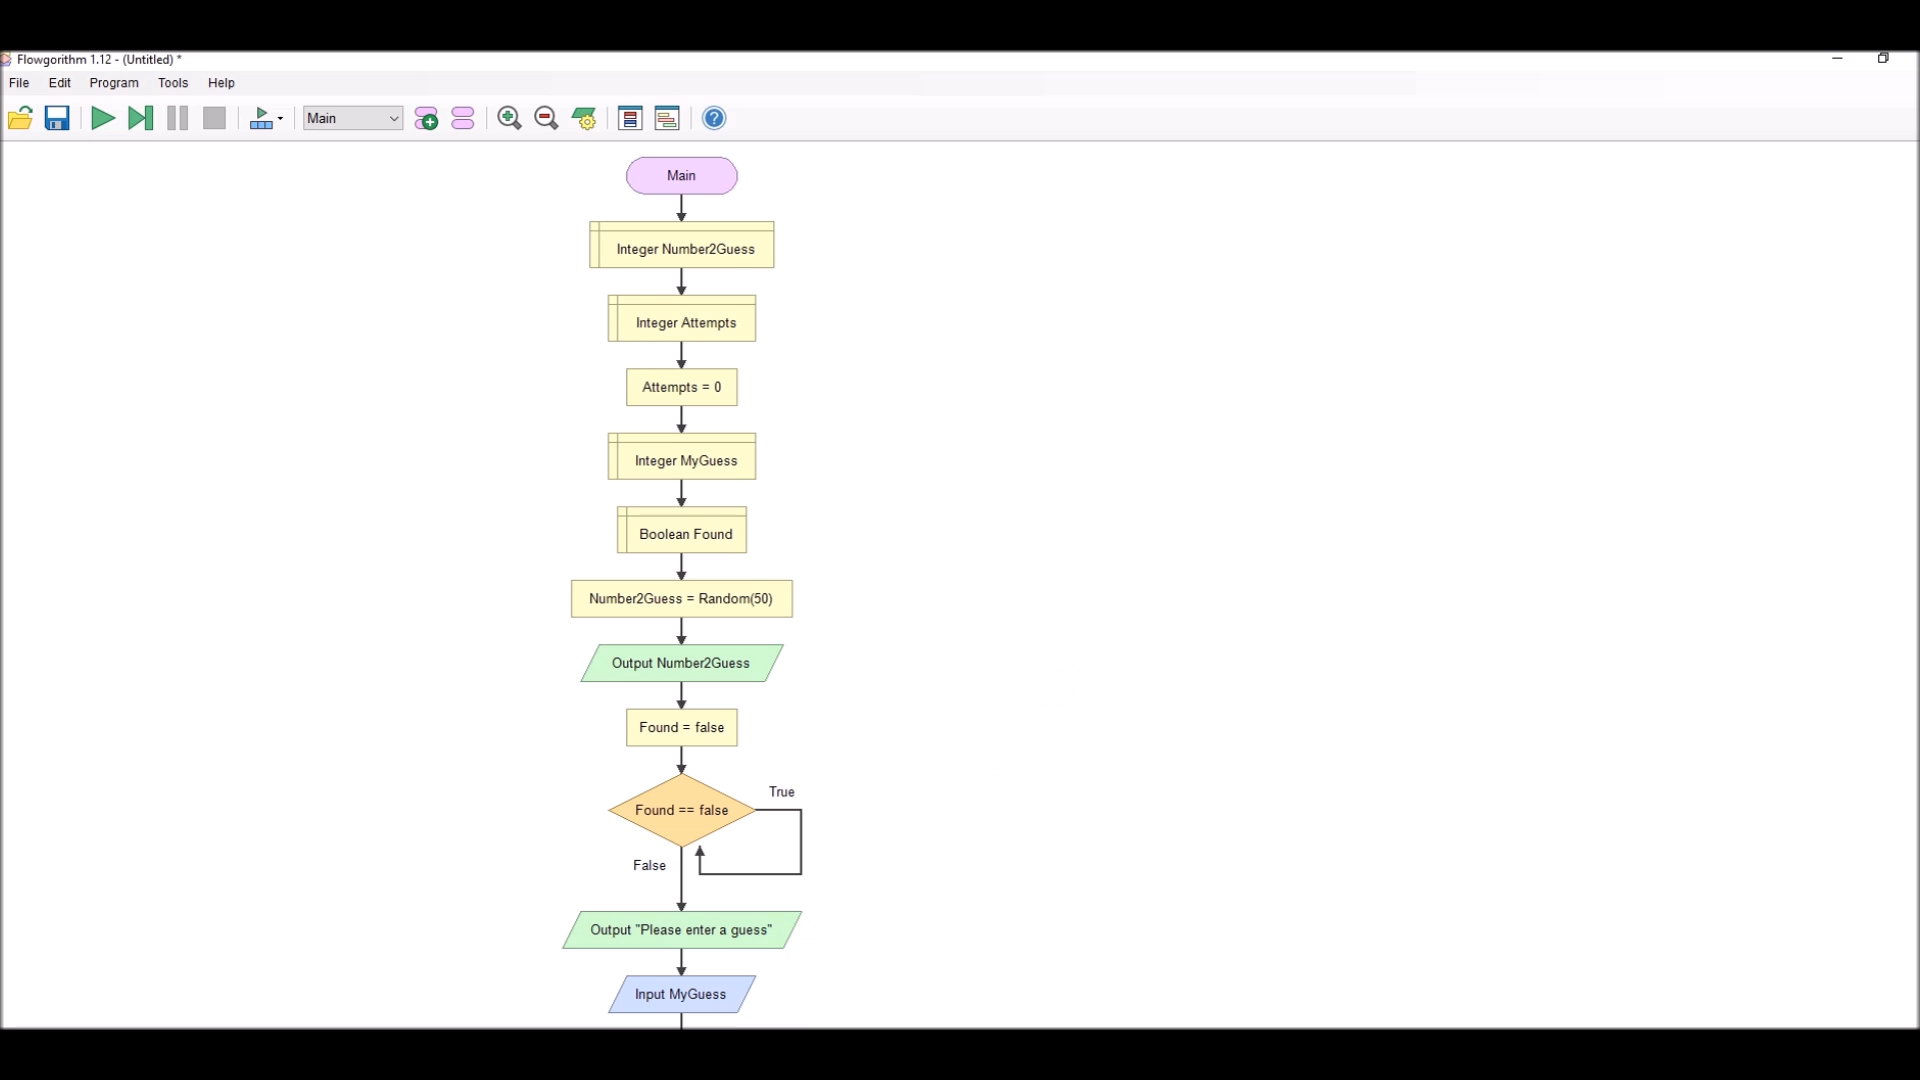 Flowgorithm 1.12 - (Untitled) *
File Edit Program Tools Help
Main
?
Main
Integer Number2Guess
Integer Attempts
Attempts = 0
Integer MyGuess
Boolean Found
Number2Guess = Random(50)
Output Number2Guess
Found = false
True
Found == false
False
Output "Please enter a guess"
Input MyGuess